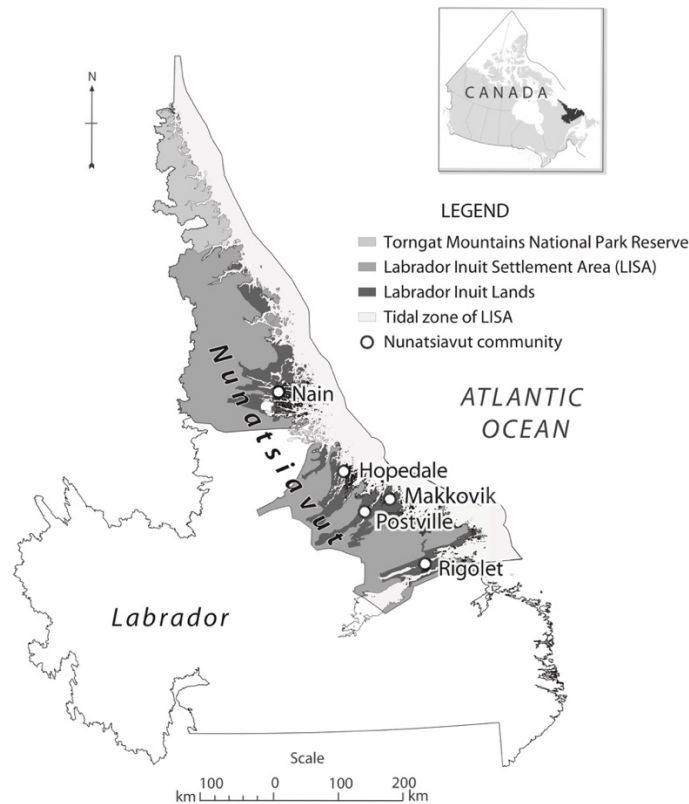 N
CANADA
LEGEND
Torngat Mountains National Park Reserve
Labrador Inuit Settlement Area (LISA)
Labrador Inuit Lands
Tidal zone of LISA
Nunatsiavut community
Nunatsiavut
Nain
ATLANTIC
OCEAN
Hopedale
Makkovik
Postville
Rigolet
Labrador
Scale
100 0 100 200
km km